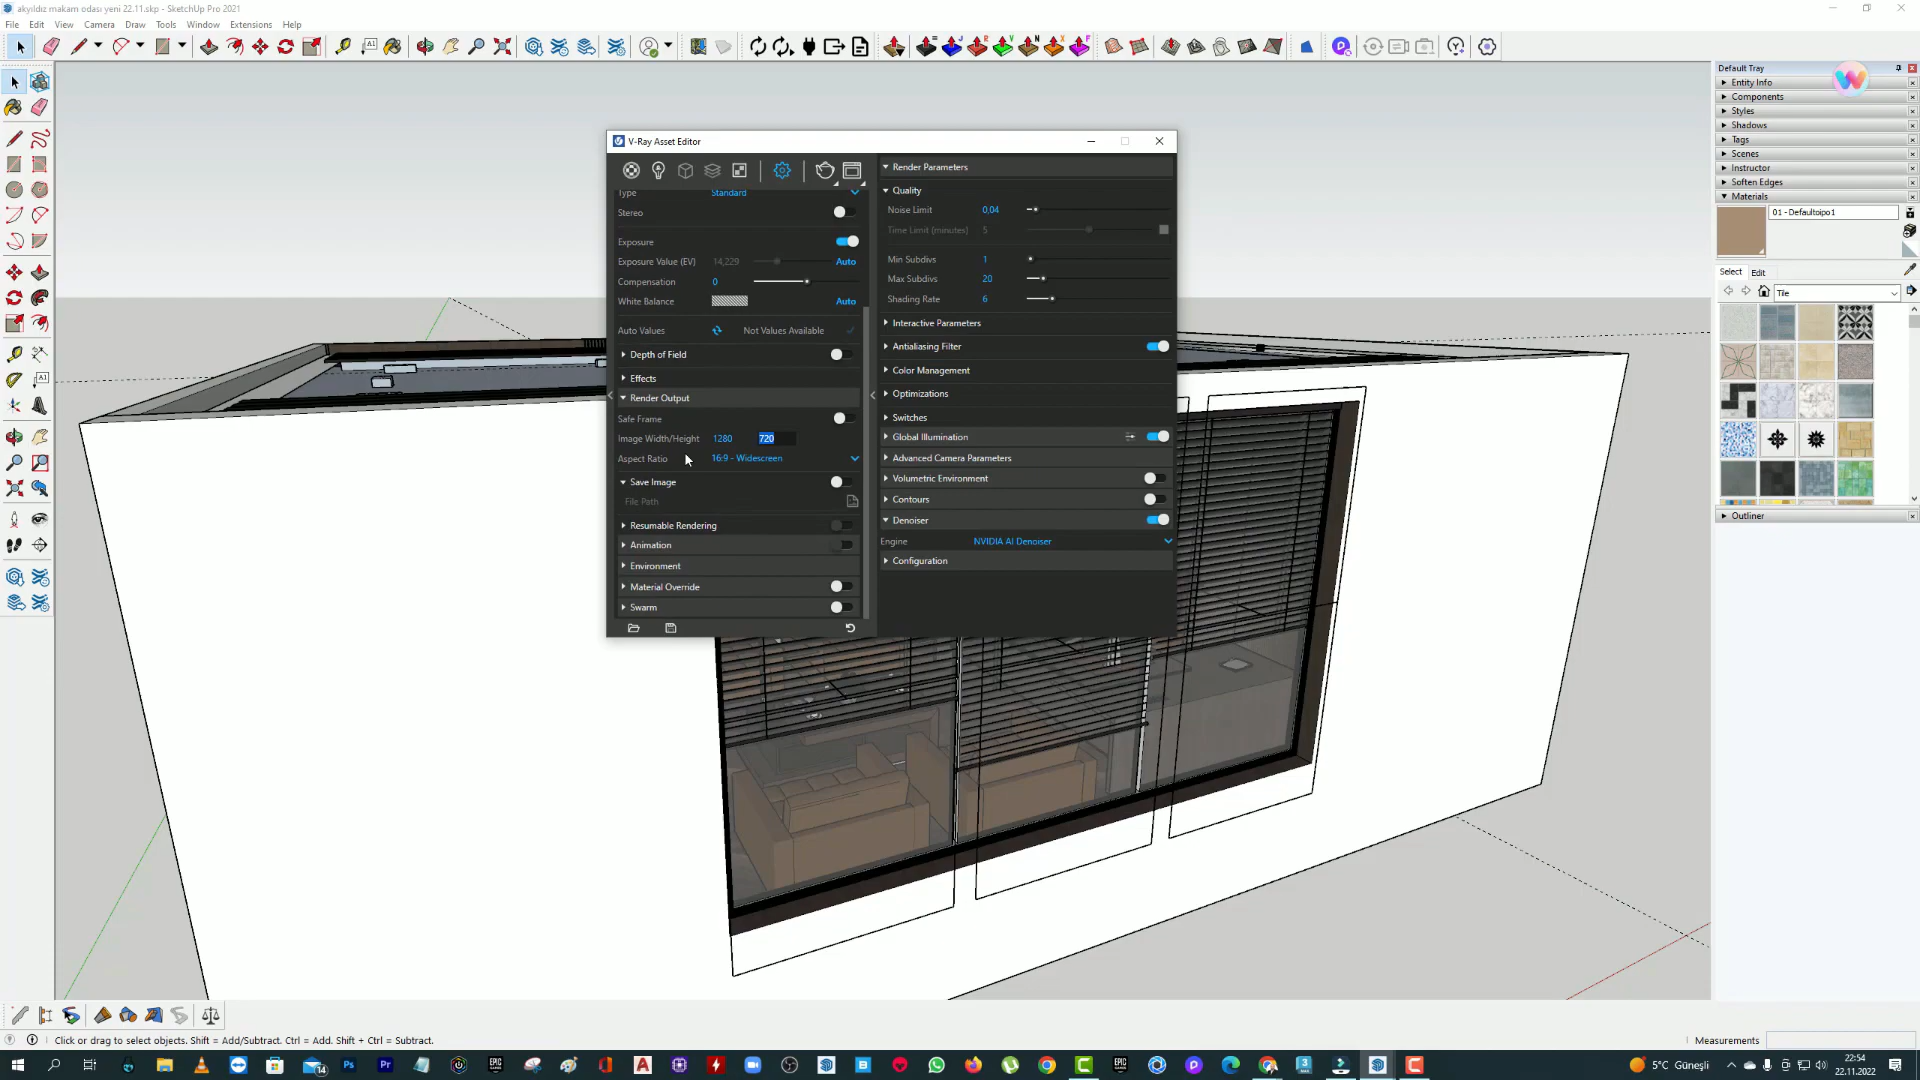 akyıldız makam odası yeni 22.11.skp - SketchUp Pro 2021
File Edit View Camera Draw Tools Window Extensions Help
Default Tray
Entity Info
Components
Styles
Shadows
Tags
Scenes
Instructor
Soften Edges
Materials
01 - Defaultoipo1
Select Edit
Tile
Outliner
V-Ray Asset Editor
Type Standard
Stereo
Exposure
Exposure Value (EV) 14,229 Auto
Compensation 0
White Balance Auto
Auto Values Not Values Available
Depth of Field
Effects
Render Output
Safe Frame
Image Width/Height 1280 720
Aspect Ratio 16:9 - Widescreen
Save Image
File Path
Resumable Rendering
Animation
Environment
Material Override
Swarm
Render Parameters
Quality
Noise Limit 0,04
Time Limit (minutes) 5
Min Subdivs 1
Max Subdivs 20
Shading Rate 6
Interactive Parameters
Antialiasing Filter
Color Management
Optimizations
Switches
Global Illumination
Advanced Camera Parameters
Volumetric Environment
Contours
Denoiser
Engine NVIDIA AI Denoiser
Configuration
Click or drag to select objects. Shift = Add/Subtract. Ctrl = Add. Shift + Ctrl = Subtract.
Measurements
5°C Güneşli
22:54
22.11.2022